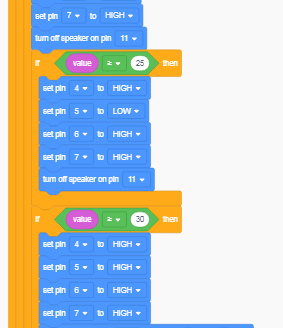 set pin 7 to HIGH
turn off speaker on pin 11
if value ≥ 25 then
set pin 4 to HIGH
set pin 5 to LOW
set pin 6 to HIGH
set pin 7 to HIGH
turn off speaker on pin 11
if value ≥ 30 then
set pin 4 to HIGH
set pin 5 to HIGH
set pin 6 to HIGH
set pin 7 to HIGH